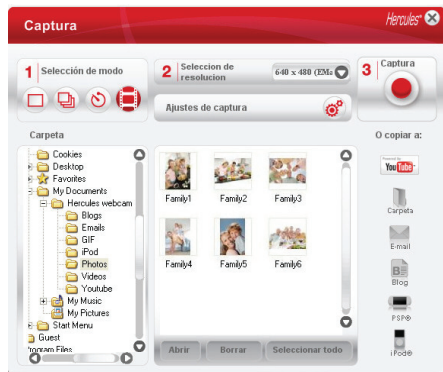 Captura
Hercules®
1 Selección de modo
2 Seleccion de
resolucion
640 x 480 (EMa
3 Captura
Ajustes de captura
Carpeta
O copiar a:
Cookies
Desktop
Favorites
My Documents
Hercules webcam
Blogs
Emails
GIF
iPod
Photos
Videos
Youtube
My Music
My Pictures
Start Menu
Guest
rogram Files
Family1
Family2
Family3
Family4
Family5
Family6
Abrir
Borrar
Seleccionar todo
Powered by
YouTube
Carpeta
E-mail
B
Blog
PSP®
iPod®